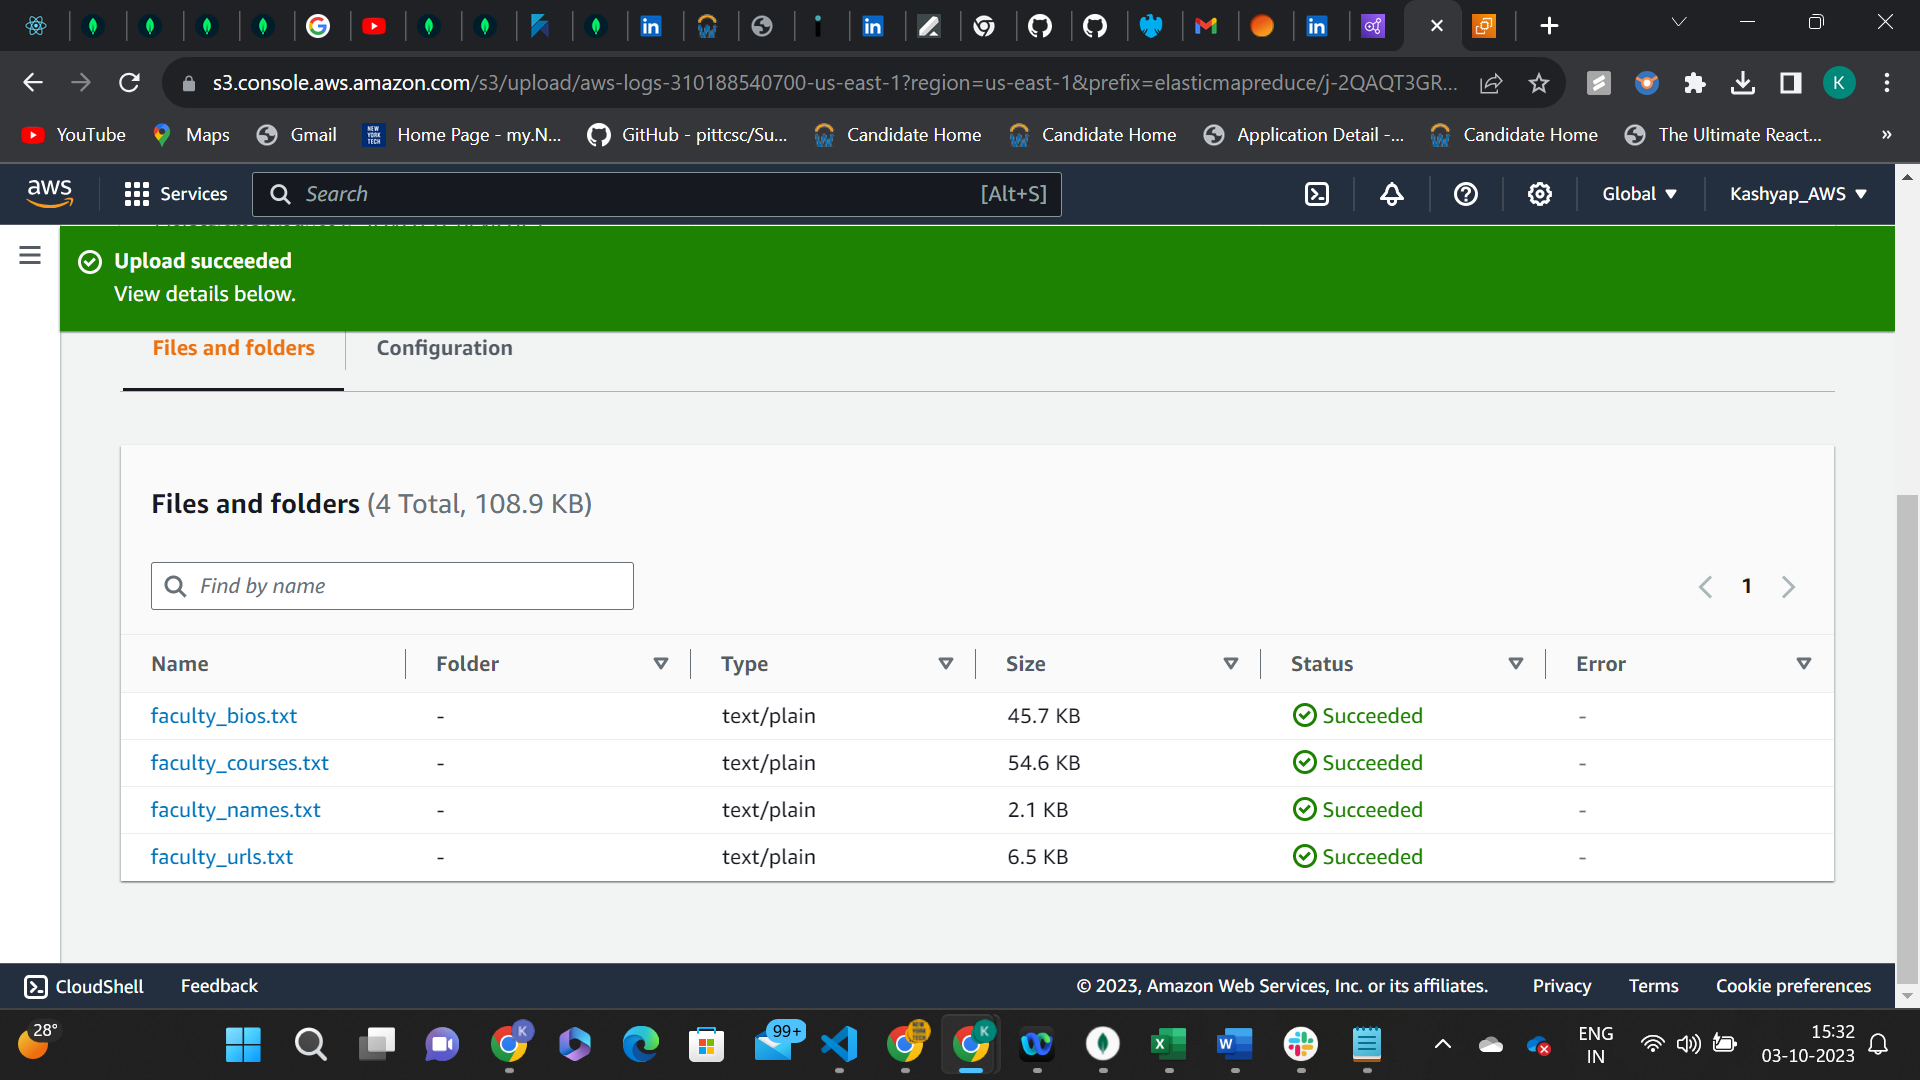 s3.console.aws.amazon.com/s3/upload/aws-logs-310188540700-us-east-1?region=us-east-1&prefix=elasticmapreduce/j-2QAQT3GR...
K
YouTube Maps Gmail Home Page - my.N... GitHub - pittcsc/Su... Candidate Home Candidate Home Application Detail -... Candidate Home The Ultimate React... »
aws Services Search [Alt+S] Global Kashyap_AWS
Upload succeeded
View details below.
Files and folders Configuration
Files and folders (4 Total, 108.9 KB)
Find by name
1
Name Folder Type Size Status Error
faculty_bios.txt - text/plain 45.7 KB Succeeded -
faculty_courses.txt - text/plain 54.6 KB Succeeded -
faculty_names.txt - text/plain 2.1 KB Succeeded -
faculty_urls.txt - text/plain 6.5 KB Succeeded -
CloudShell Feedback © 2023, Amazon Web Services, Inc. or its affiliates. Privacy Terms Cookie preferences
28°
99+
ENG
IN
15:32
03-10-2023